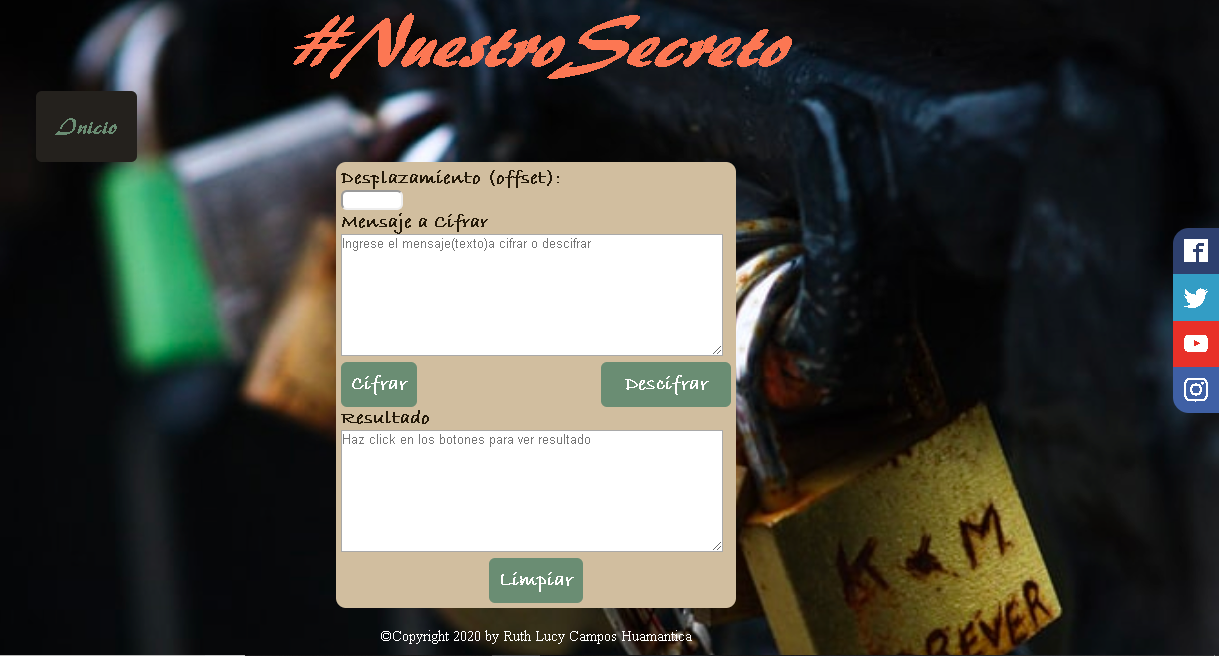 #NuestroSecreto
Inicio
Desplazamiento (offset):
Mensaje a Cifrar
Ingrese el mensaje(texto)a cifrar o descifrar
Cifrar
Descifrar
Resultado
Haz click en los botones para ver resultado
Limpiar
K & M
REVER
©Copyright 2020 by Ruth Lucy Campos Huamantica